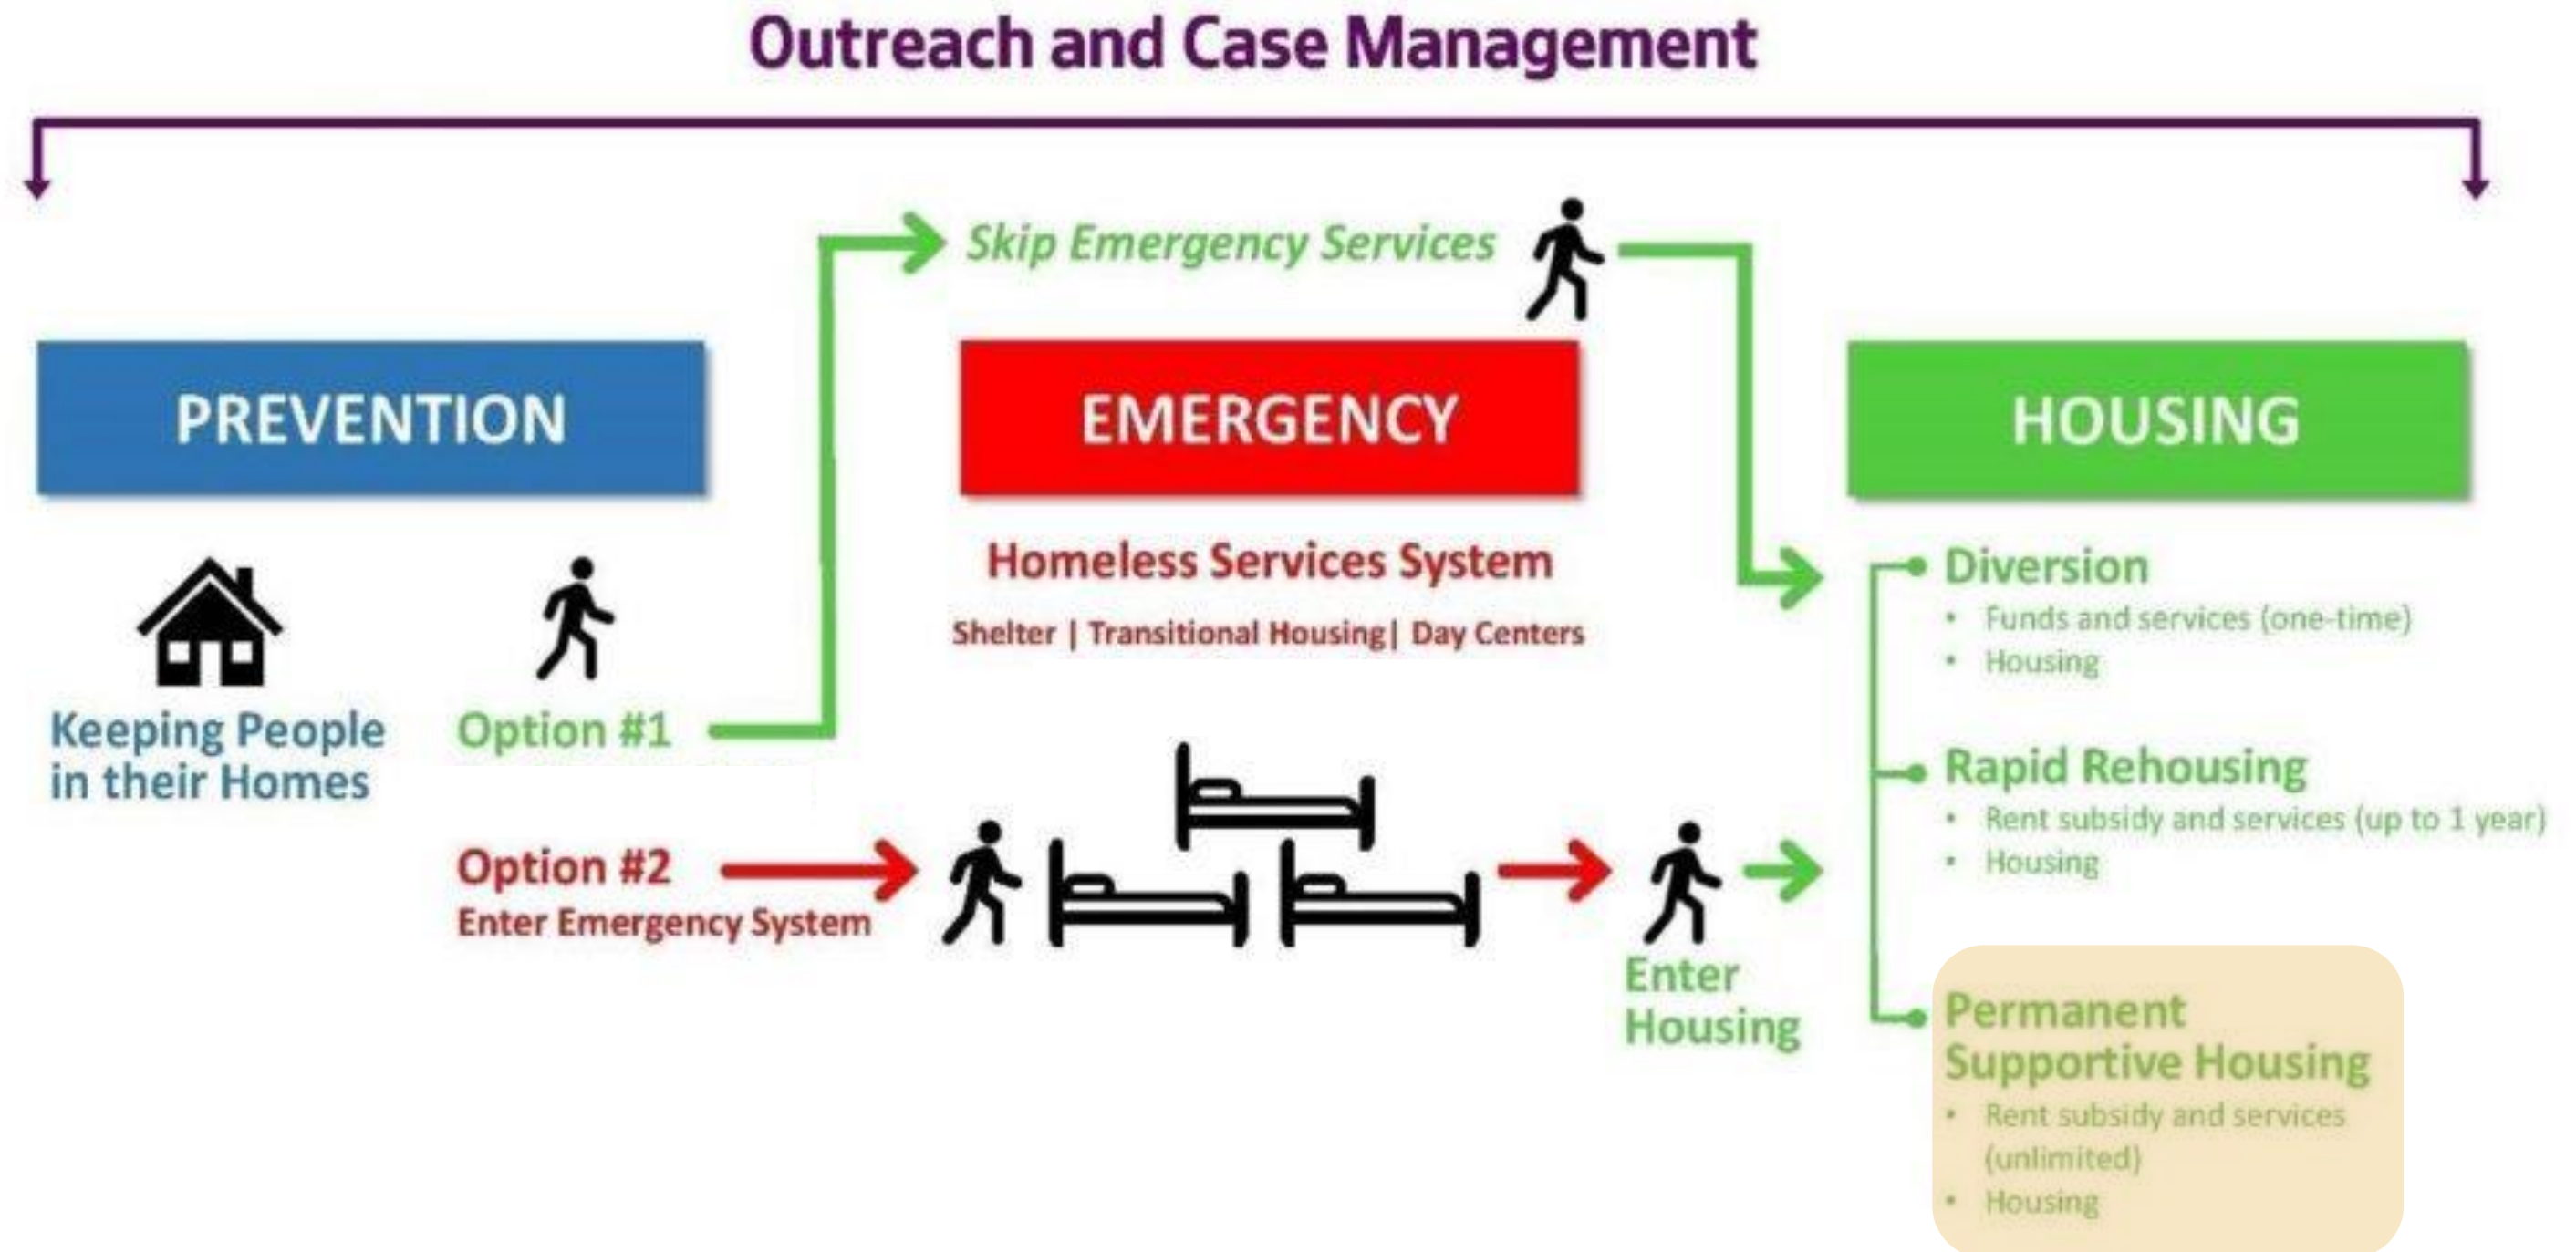 Outreach and Case Management
Skip Emergency Services
PREVENTION
EMERGENCY
HOUSING
Keeping People
in their Homes
Option #1
Option #2
Enter Emergency System
Homeless Services System
Shelter | Transitional Housing| Day Centers
Enter
Housing
Diversion
• Funds and services (one-time)
• Housing
Rapid Rehousing
• Rent subsidy and services (up to 1 year)
• Housing
Permanent
Supportive Housing
• Rent subsidy and services
(unlimited)
• Housing